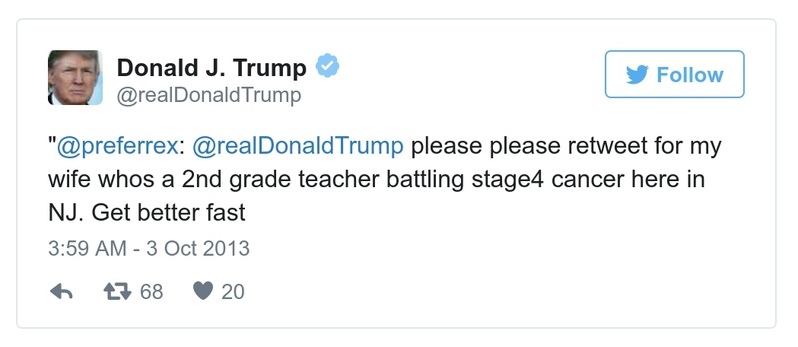 Donald J. Trump
@realDonaldTrump
Follow
"@preferrex: @realDonaldTrump please please retweet for my
wife whos a 2nd grade teacher battling stage4 cancer here in
NJ. Get better fast
3:59 AM - 3 Oct 2013
68 20